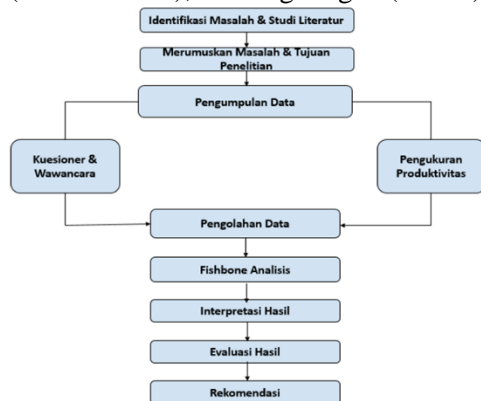 Identifikasi Masalah & Studi Literatur
Merumuskan Masalah & Tujuan
Penelitian
Pengumpulan Data
Kuesioner &
Wawancara
Pengukuran
Produktivitas
Pengolahan Data
Fishbone Analisis
Interpretasi Hasil
Evaluasi Hasil
Rekomendasi